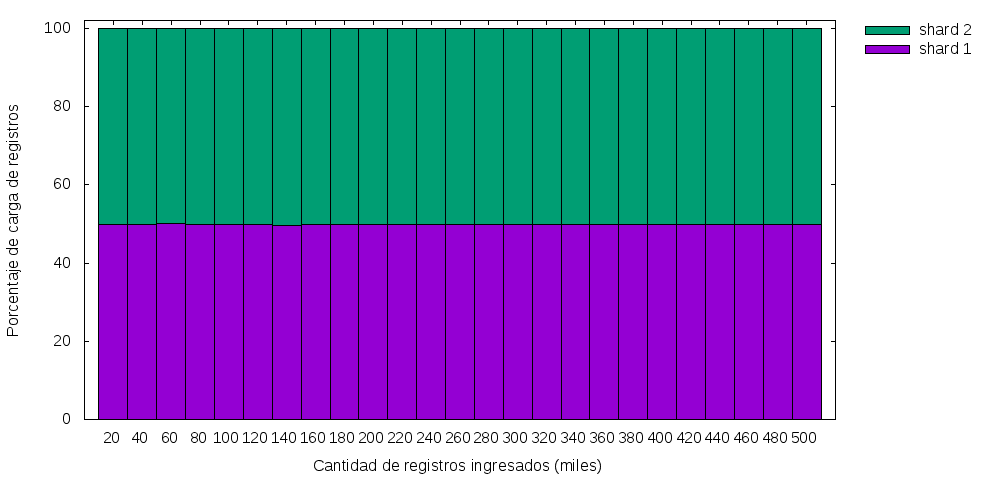 100
80
60
40
20
0
Porcentaje de carga de registros
20 40 60 80 100 120 140 160 180 200 220 240 260 280 300 320 340 360 380 400 420 440 460 480 500
Cantidad de registros ingresados (miles)
shard 2
shard 1